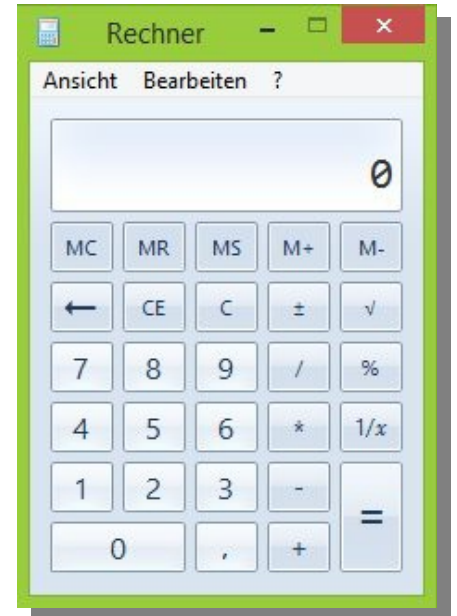 Rechner
Ansicht Bearbeiten ?
0
MC MR MS M+ M-
← CE C ± √
7 8 9 / %
4 5 6 * 1/x
1 2 3 - =
0 , +